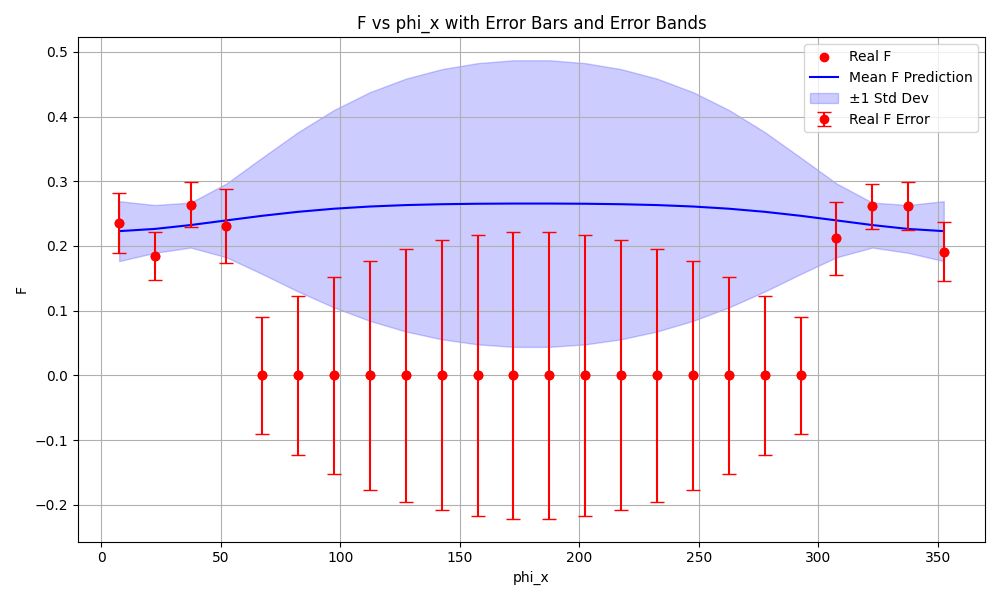 F vs phi_x with Error Bars and Error Bands
Real F
Mean F Prediction
±1 Std Dev
Real F Error
0.5
0.4
0.3
0.2
0.1
0.0
−0.1
−0.2
F
0 50 100 150 200 250 300 350
phi_x